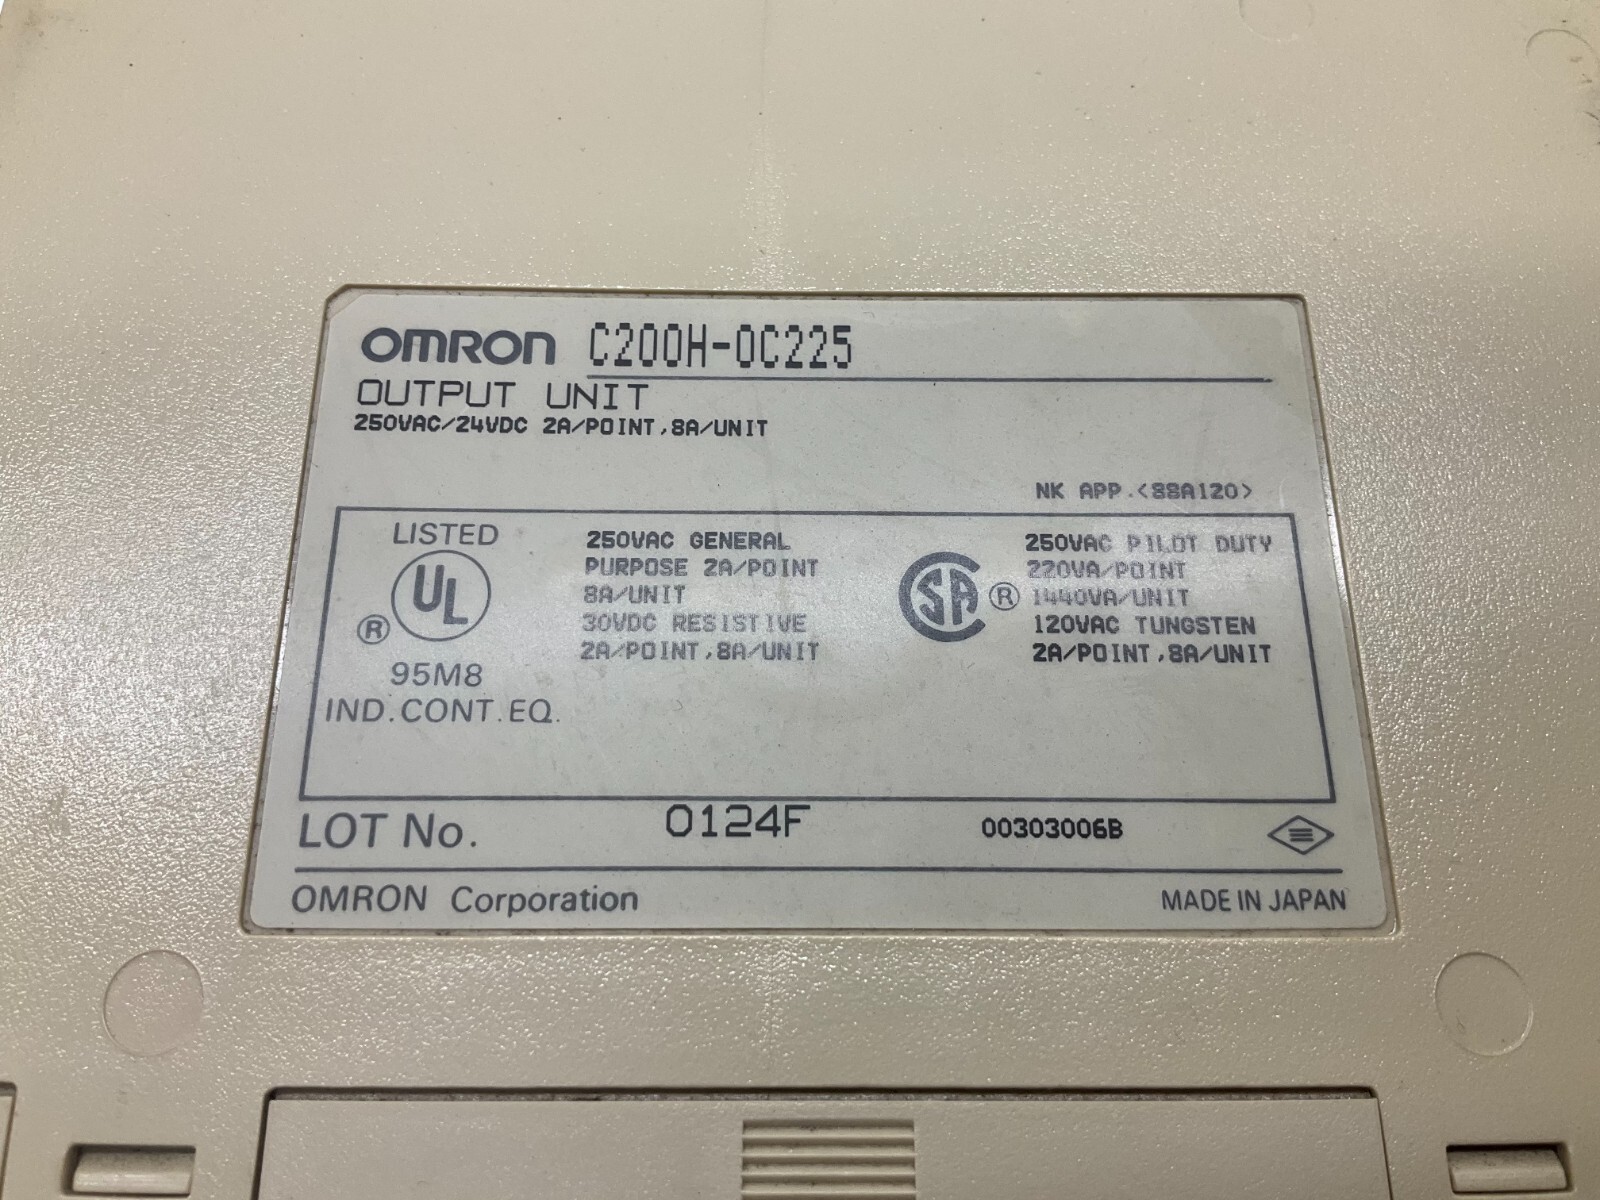 OMRON C200H-OC225
OUTPUT UNIT
250VAC/24VDC 2A/POINT,8A/UNIT
NK APP.<88A120>
LISTED
UL
®
95M8
IND.CONT.EQ.
250VAC GENERAL
PURPOSE 2A/POINT
8A/UNIT
30VDC RESISTIVE
2A/POINT,8A/UNIT
CSA ®
250VAC PILOT DUTY
220VA/POINT
1440VA/UNIT
120VAC TUNGSTEN
2A/POINT,8A/UNIT
LOT No. 0124F 00303006B
OMRON Corporation MADE IN JAPAN